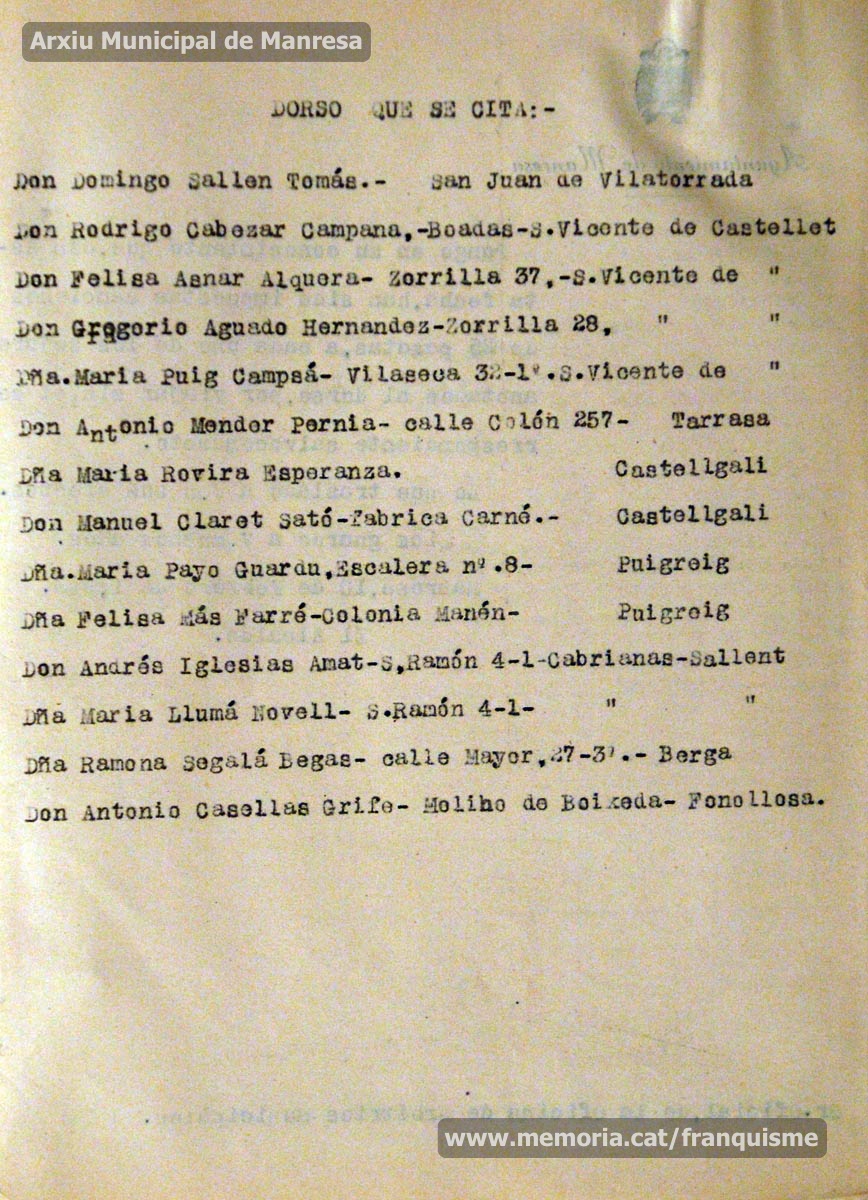 Arxiu Municipal de Manresa
DORSO QUE SE CITA:-
Don Domingo Sallen Tomás.- San Juan de Vilatorrada
Don Rodrigo Cabezar Campana,-Boadas-S.Vicente de Castellet
Don Felisa Asnar Alquera- Zorrilla 37,-S.Vicente de "
Don Gregorio Aguado Hernandez-Zorrilla 28, " "
Dña.Maria Puig Campsá- Vilaseca 32-1º.S.Vicente de "
Don Antonio Mendor Pernia- calle Colón 257- Tarrasa
Dña Maria Rovira Esperanza. Castellgali
Don Manuel Claret Sató-Fabrica Carné.- Castellgali
Dña.Maria Payo Guardu,Escalera nº.8- Puigreig
Dña Felisa Más Farré-Colonia Manén- Puigreig
Don Andrés Iglesias Amat-S,Ramón 4-1-Cabrianas-Sallent
Dña Maria Llumá Novell- S.Ramón 4-1- " "
Dña Ramona Segalá Begas- calle Mayor,27-3º.- Berga
Don Antonio Casellas Grife- Moliho de Boixeda- Fonollosa.
www.memoria.cat/franquisme